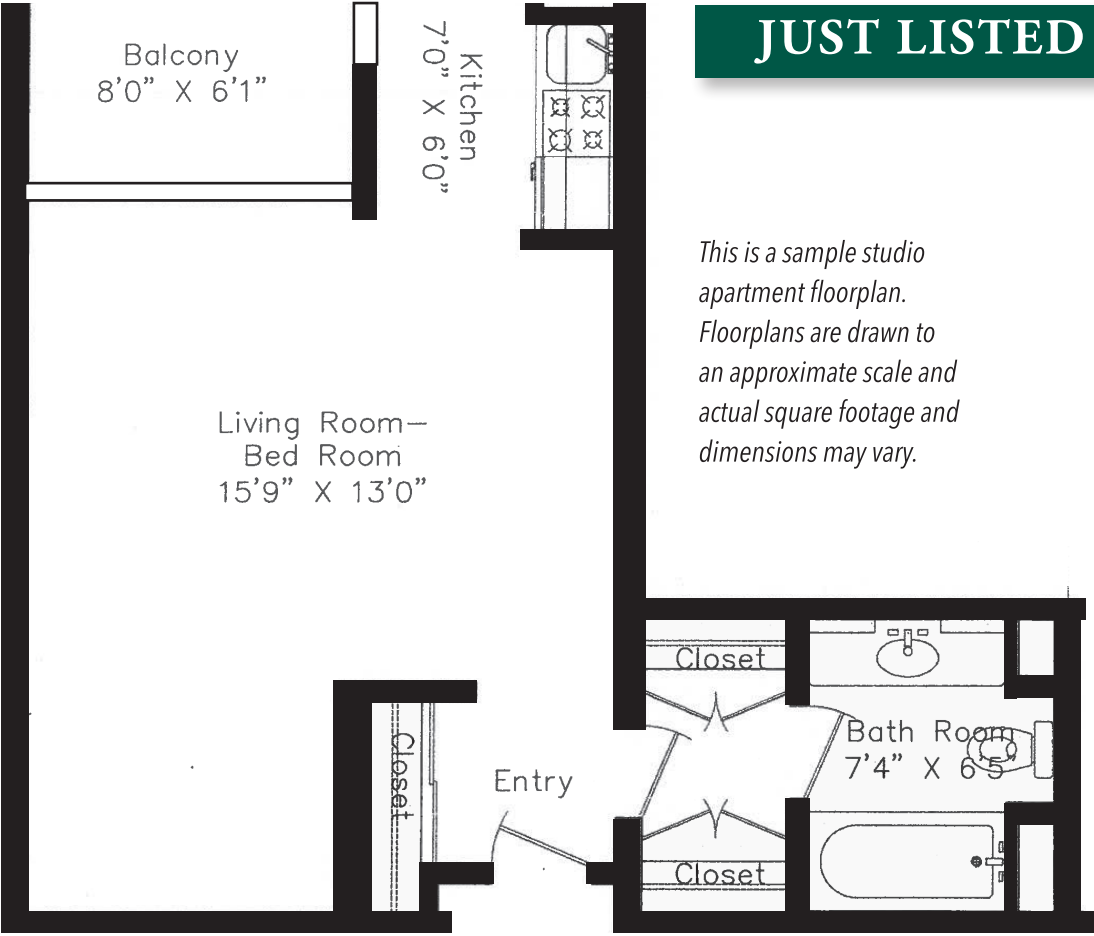 JUST LISTED
Balcony
8'0” X 6'1”
Kitchen
7'0” X 6'0”
This is a sample studio
apartment floorplan.
Floorplans are drawn to
an approximate scale and
actual square footage and
dimensions may vary.
Living Room–
Bed Room
15'9” X 13'0”
Closet
Bath Room
7'4” X 6'5”
Closet
Entry
Closet